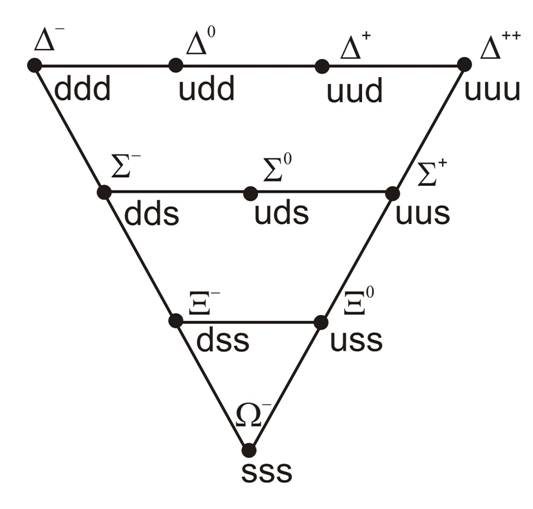 Δ⁻ Δ⁰ Δ⁺ Δ⁺⁺
ddd udd uud uuu
Σ⁻ Σ⁰ Σ⁺
dds uds uus
Ξ⁻ Ξ⁰
dss uss
Ω⁻
sss